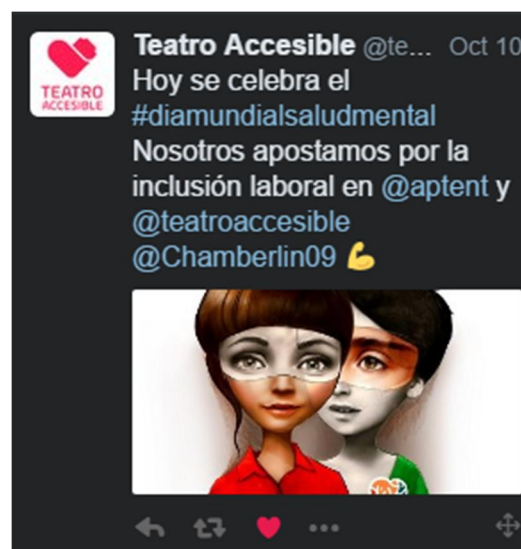 TEATRO
ACCESIBLE
Teatro Accesible @te... Oct 10
Hoy se celebra el
#diamundialsaludmental
Nosotros apostamos por la
inclusión laboral en @aptent y
@teatroaccesible
@Chamberlin09 💪